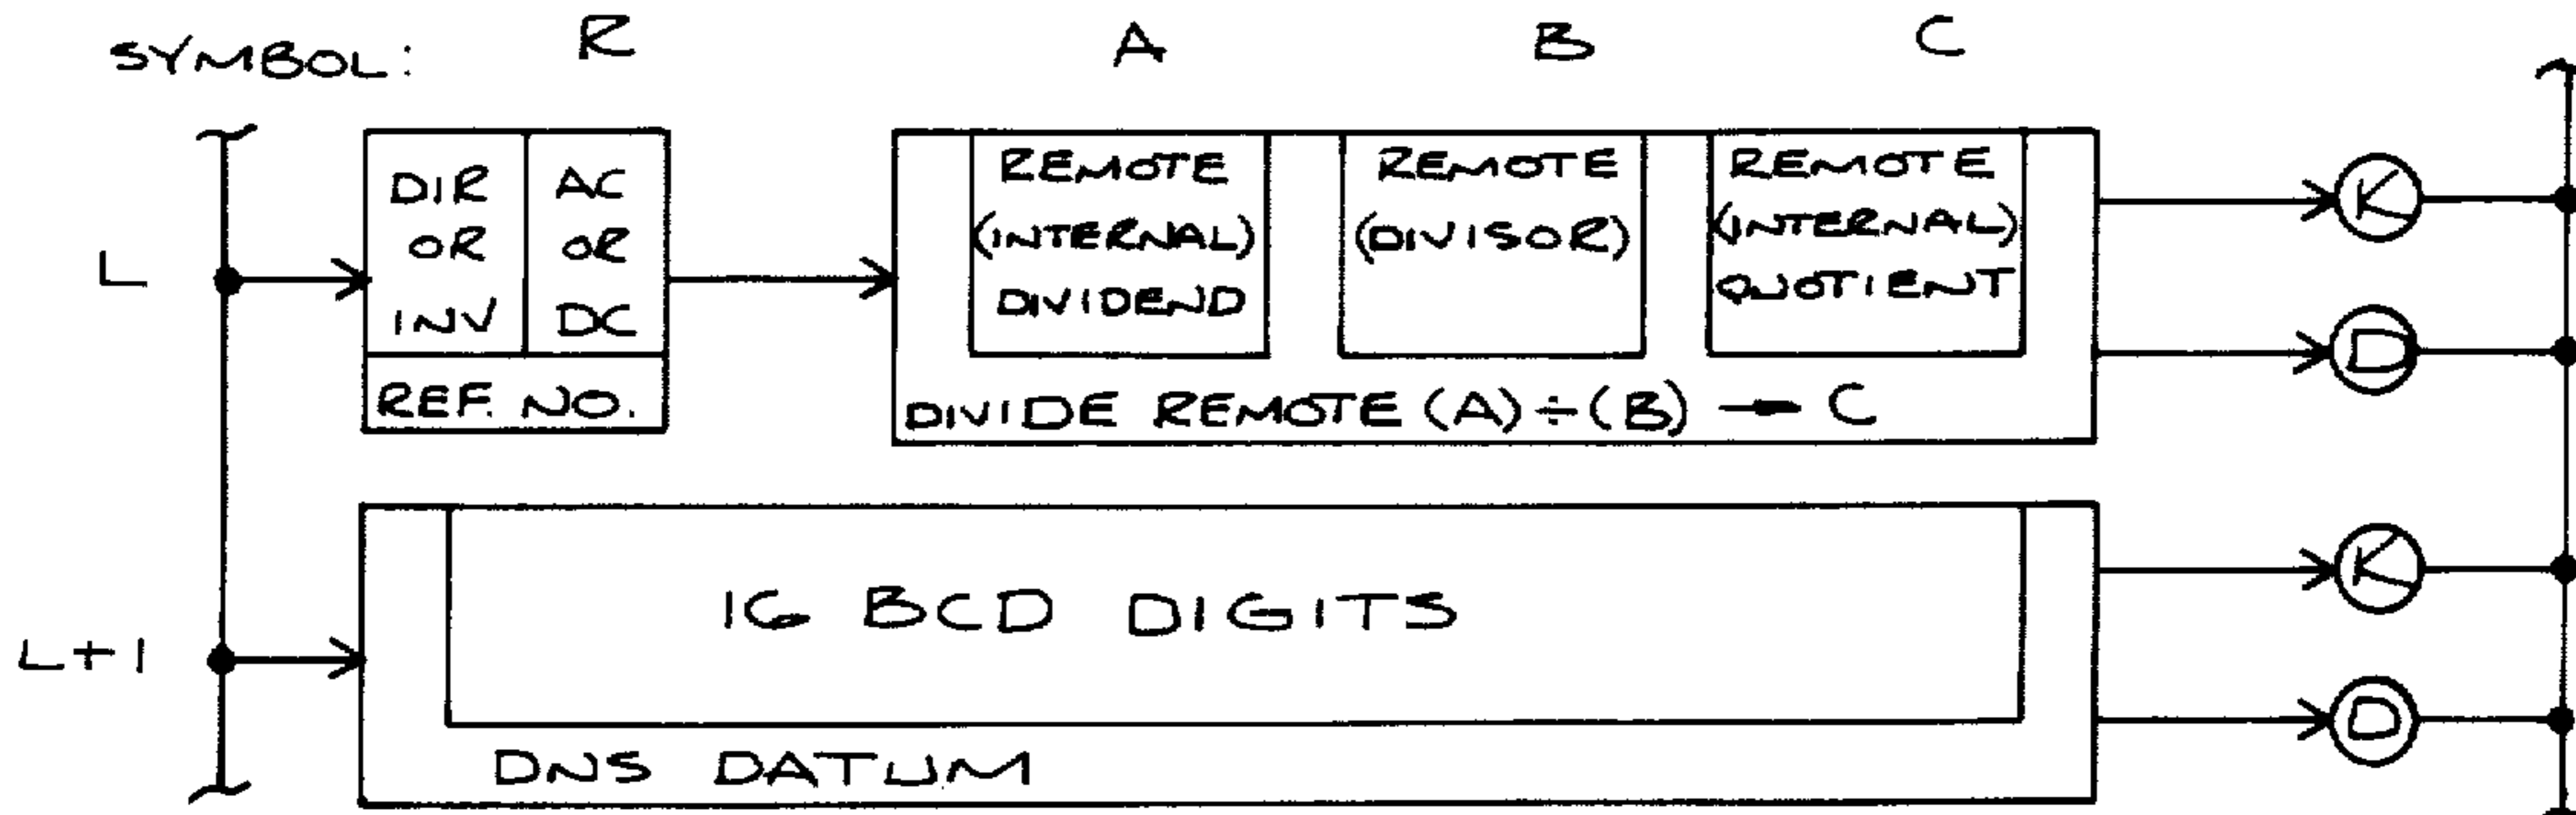 SYMBOL: R A B C
L
DIR OR INV
AC OR DC
REF. NO.
REMOTE (INTERNAL) DIVIDEND
REMOTE (DIVISOR)
REMOTE (INTERNAL) QUOTIENT
DIVIDE REMOTE (A) ÷ (B) → C
K
D
L+1
16 BCD DIGITS
DNS DATUM
K
D